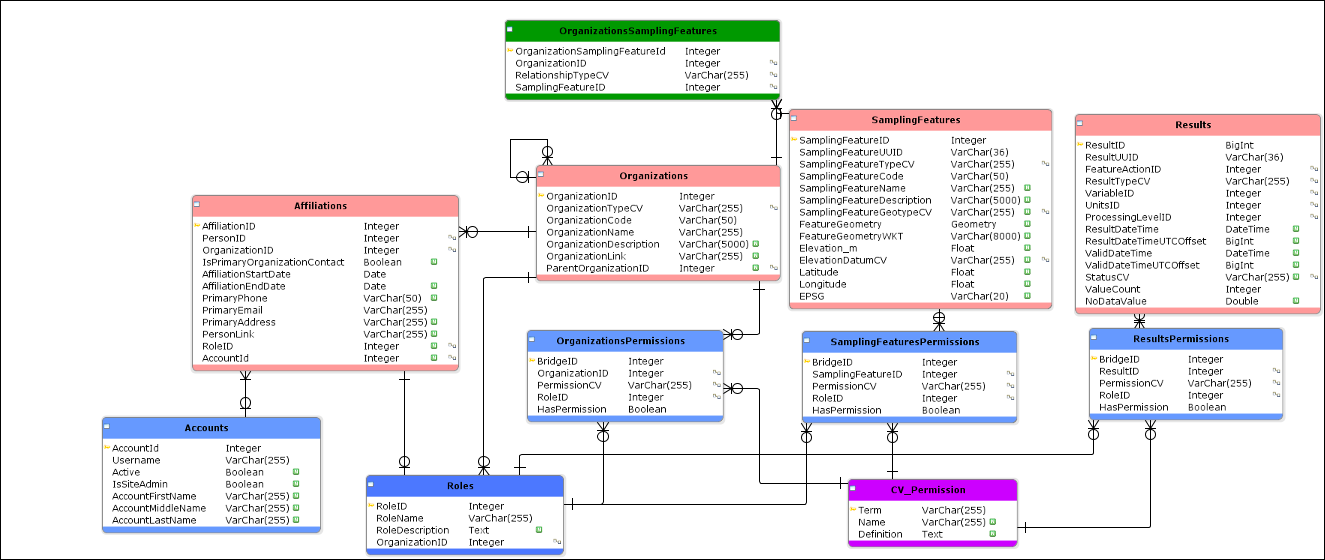 OrganizationsSamplingFeatures
OrganizationSamplingFeatureId Integer
OrganizationID Integer
RelationshipTypeCV VarChar(255)
SamplingFeatureID Integer
SamplingFeatures
SamplingFeatureID Integer
SamplingFeatureUUID VarChar(36)
SamplingFeatureTypeCV VarChar(255)
SamplingFeatureCode VarChar(50)
SamplingFeatureName VarChar(255) N
SamplingFeatureDescription VarChar(5000) N
SamplingFeatureGeotypeCV VarChar(255) N
FeatureGeometry Geometry N
FeatureGeometryWKT VarChar(8000) N
Elevation_m Float N
ElevationDatumCV VarChar(255) N
Latitude Float N
Longitude Float N
EPSG VarChar(20) N
Results
ResultID BigInt
ResultUUID VarChar(36)
FeatureActionID Integer
ResultTypeCV VarChar(255)
VariableID Integer
UnitsID Integer
ProcessingLevelID Integer
ResultDateTime DateTime N
ResultDateTimeUTCOffset BigInt N
ValidDateTime DateTime N
ValidDateTimeUTCOffset BigInt N
StatusCV VarChar(255) N
ValueCount Integer
NoDataValue Double N
Organizations
OrganizationID Integer
OrganizationTypeCV VarChar(255)
OrganizationCode VarChar(50)
OrganizationName VarChar(255)
OrganizationDescription VarChar(5000) N
OrganizationLink VarChar(255) N
ParentOrganizationID Integer N
Affiliations
AffiliationID Integer
PersonID Integer
OrganizationID Integer
IsPrimaryOrganizationContact Boolean N
AffiliationStartDate Date
AffiliationEndDate Date N
PrimaryPhone VarChar(50) N
PrimaryEmail VarChar(255)
PrimaryAddress VarChar(255) N
PersonLink VarChar(255) N
RoleID Integer N
AccountId Integer N
OrganizationsPermissions
BridgeID Integer
OrganizationID Integer
PermissionCV VarChar(255)
RoleID Integer
HasPermission Boolean
SamplingFeaturesPermissions
BridgeID Integer
SamplingFeatureID Integer
PermissionCV VarChar(255)
RoleID Integer
HasPermission Boolean
ResultsPermissions
BridgeID Integer
ResultID Integer
PermissionCV VarChar(255)
RoleID Integer
HasPermission Boolean
Accounts
AccountId Integer
Username VarChar(255)
Active Boolean N
IsSiteAdmin Boolean N
AccountFirstName VarChar(255) N
AccountMiddleName VarChar(255) N
AccountLastName VarChar(255) N
Roles
RoleID Integer
RoleName VarChar(255)
RoleDescription Text N
OrganizationID Integer
CV_Permission
Term VarChar(255)
Name VarChar(255) N
Definition Text N